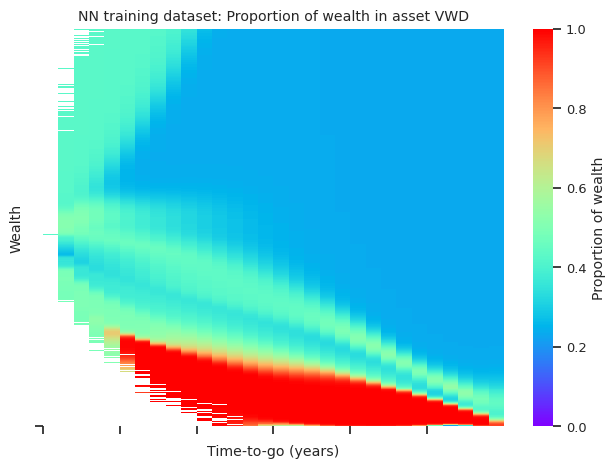 NN training dataset: Proportion of wealth in asset VWD
Wealth
Time-to-go (years)
1.0
0.8
0.6
0.4
0.2
0.0
Proportion of wealth